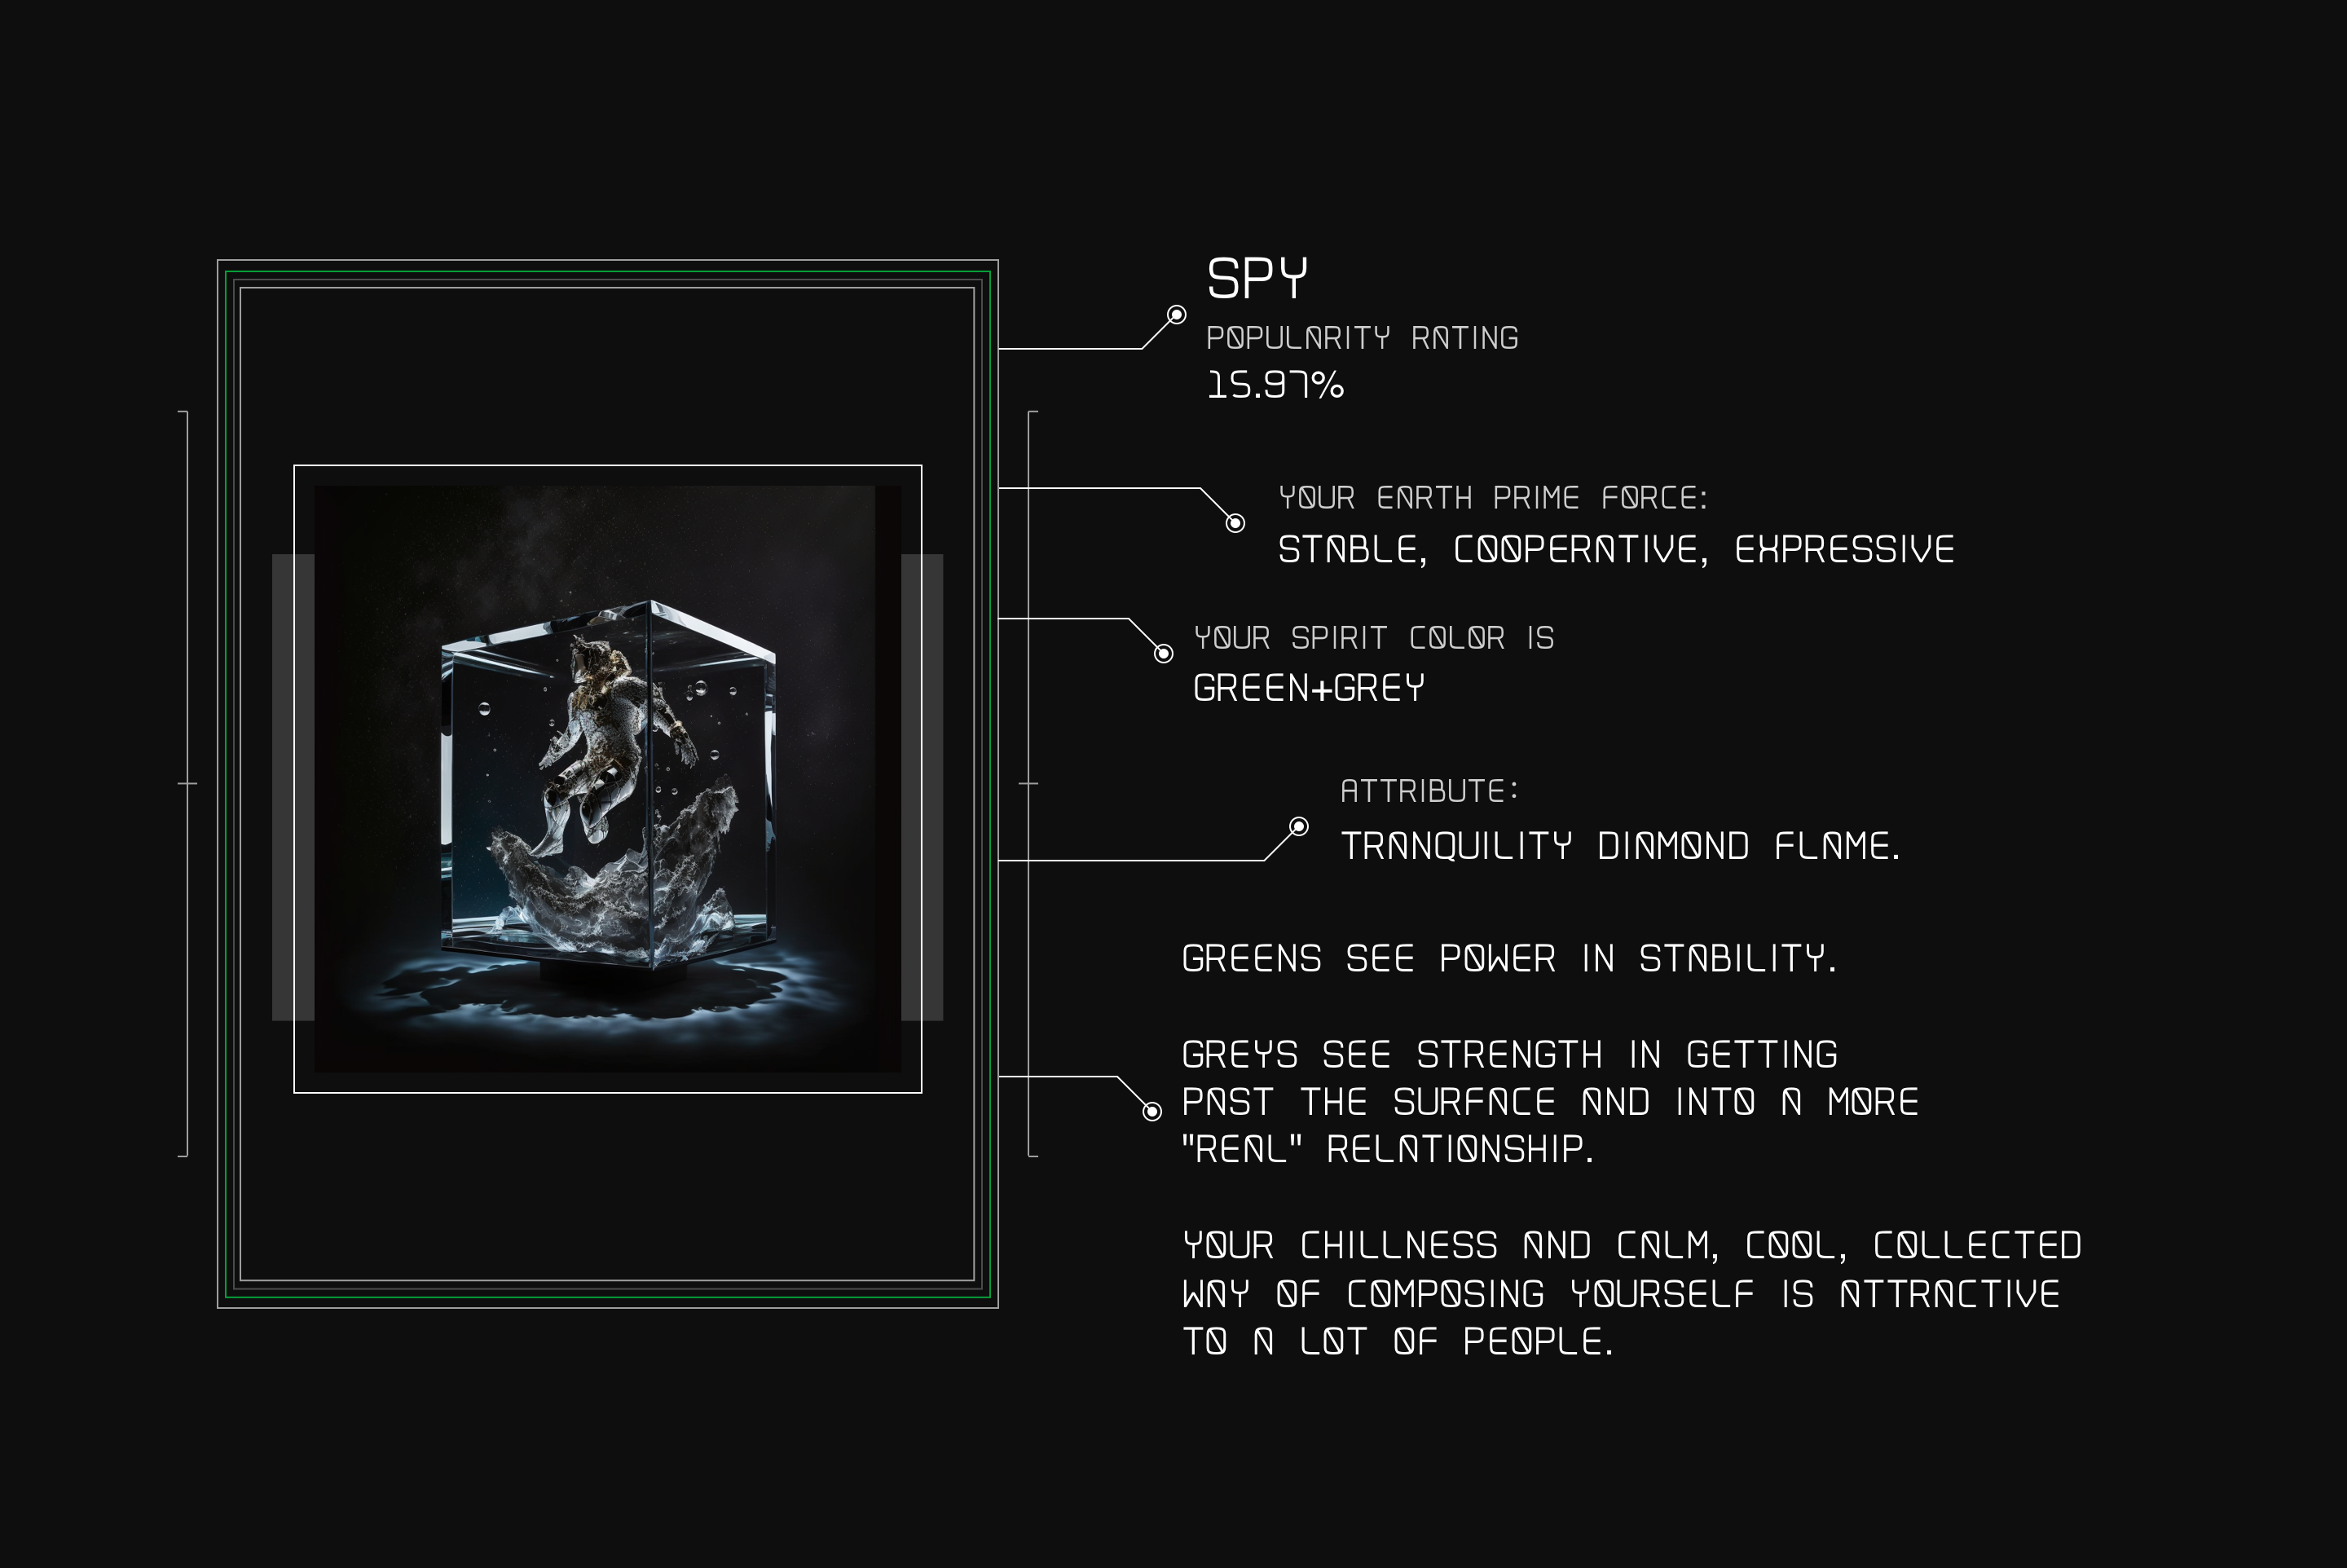 SPY
POPULARITY RATING
15.97%
YOUR EARTH PRIME FORCE:
STABLE, COOPERATIVE, EXPRESSIVE
YOUR SPIRIT COLOR IS
GREEN+GREY
ATTRIBUTE:
TRANQUILITY DIAMOND FLAME.
GREENS SEE POWER IN STABILITY.
GREYS SEE STRENGTH IN GETTING
PAST THE SURFACE AND INTO A MORE
"REAL" RELATIONSHIP.
YOUR CHILLNESS AND CALM, COOL, COLLECTED
WAY OF COMPOSING YOURSELF IS ATTRACTIVE
TO A LOT OF PEOPLE.